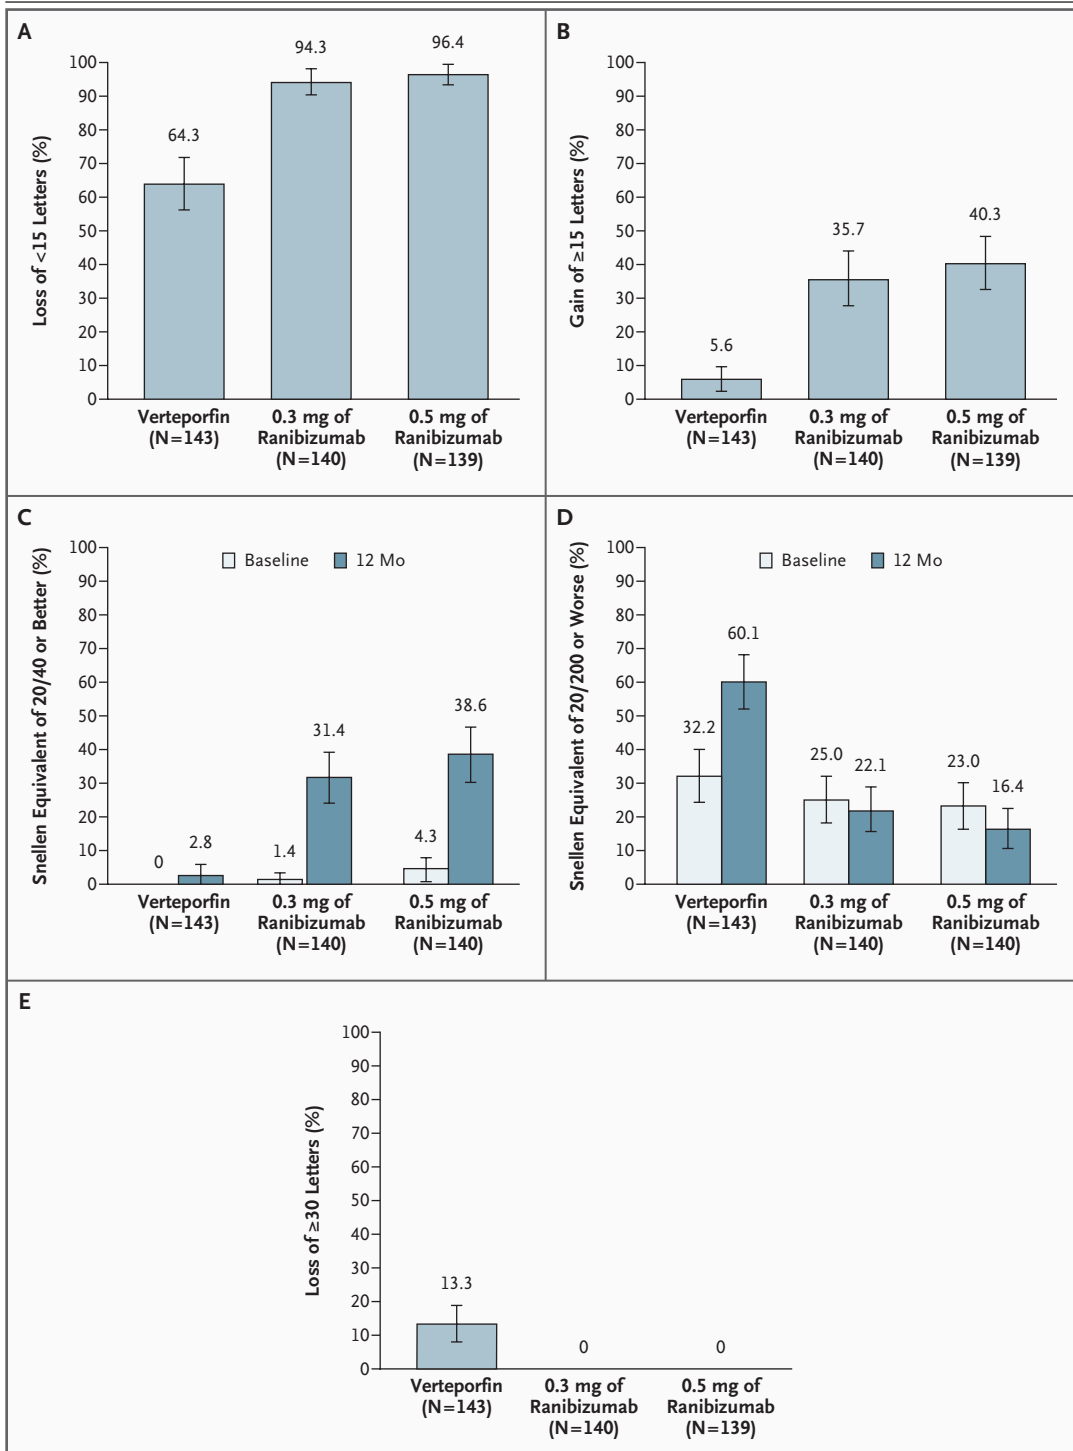 A
Loss of <15 Letters (%)
100
90
80
70
60
50
40
30
20
10
0
64.3
94.3
96.4
Verteporfin
(N=143)
0.3 mg of
Ranibizumab
(N=140)
0.5 mg of
Ranibizumab
(N=139)
B
Gain of ≥15 Letters (%)
100
90
80
70
60
50
40
30
20
10
0
5.6
35.7
40.3
Verteporfin
(N=143)
0.3 mg of
Ranibizumab
(N=140)
0.5 mg of
Ranibizumab
(N=139)
C
Snellen Equivalent of 20/40 or Better (%)
Baseline
12 Mo
100
90
80
70
60
50
40
30
20
10
0
0
2.8
1.4
31.4
4.3
38.6
Verteporfin
(N=143)
0.3 mg of
Ranibizumab
(N=140)
0.5 mg of
Ranibizumab
(N=140)
D
Snellen Equivalent of 20/200 or Worse (%)
Baseline
12 Mo
100
90
80
70
60
50
40
30
20
10
0
32.2
60.1
25.0
22.1
23.0
16.4
Verteporfin
(N=143)
0.3 mg of
Ranibizumab
(N=140)
0.5 mg of
Ranibizumab
(N=140)
E
Loss of ≥30 Letters (%)
100
90
80
70
60
50
40
30
20
10
0
13.3
0
0
Verteporfin
(N=143)
0.3 mg of
Ranibizumab
(N=140)
0.5 mg of
Ranibizumab
(N=139)